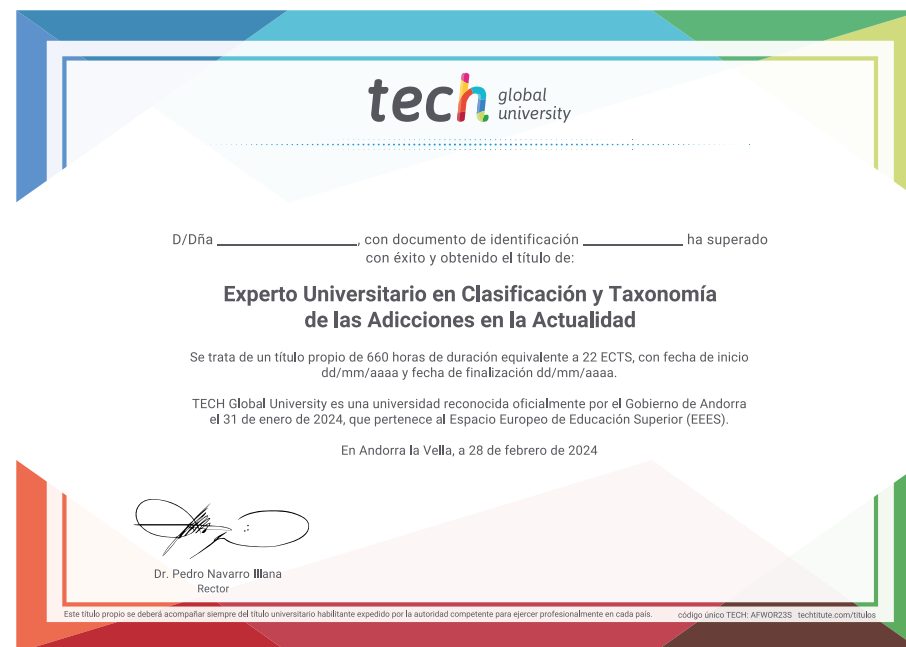 tech global university
D/Dña ____________________, con documento de identificación ______________ ha superado
con éxito y obtenido el título de:
Experto Universitario en Clasificación y Taxonomía
de las Adicciones en la Actualidad
Se trata de un título propio de 660 horas de duración equivalente a 22 ECTS, con fecha de inicio
dd/mm/aaaa y fecha de finalización dd/mm/aaaa.
TECH Global University es una universidad reconocida oficialmente por el Gobierno de Andorra
el 31 de enero de 2024, que pertenece al Espacio Europeo de Educación Superior (EEES).
En Andorra la Vella, a 28 de febrero de 2024
Dr. Pedro Navarro Illana
Rector
Este título propio se deberá acompañar siempre del título universitario habilitante expedido por la autoridad competente para ejercer profesionalmente en cada país. código único TECH: AFWOR23S techtitute.com/titulos